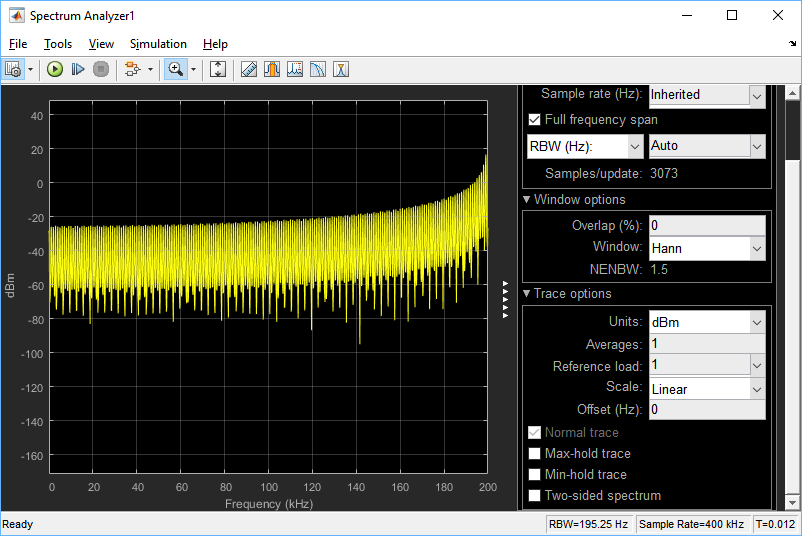 Spectrum Analyzer1
File Tools View Simulation Help
40
20
0
-20
-40
-60
-80
-100
-120
-140
-160
dBm
0 20 40 60 80 100 120 140 160 180 200
Frequency (kHz)
Sample rate (Hz): Inherited
Full frequency span
RBW (Hz): Auto
Samples/update: 3073
Window options
Overlap (%): 0
Window: Hann
NENBW: 1.5
Trace options
Units: dBm
Averages: 1
Reference load: 1
Scale: Linear
Offset (Hz): 0
Normal trace
Max-hold trace
Min-hold trace
Two-sided spectrum
Ready RBW=195.25 Hz Sample Rate=400 kHz T=0.012